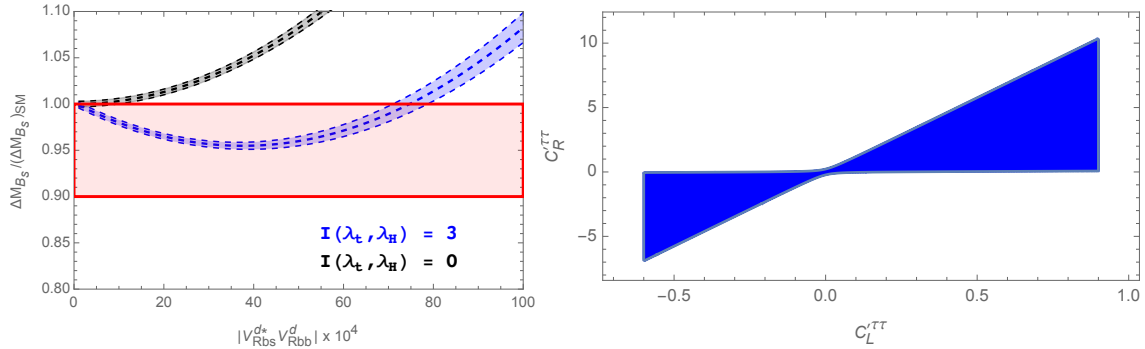 ΔM_{B_s}/(ΔM_{B_s})_{SM}
1.10
1.05
1.00
0.95
0.90
0.85
0.80
I(λ_t,λ_H) = 3
I(λ_t,λ_H) = 0
0 20 40 60 80 100
|V^{d*}_{Rbs} V^{d}_{Rbb}| x 10^4
C'^{ττ}_R
10
5
0
−5
−0.5 0.0 0.5 1.0
C'^{ττ}_L